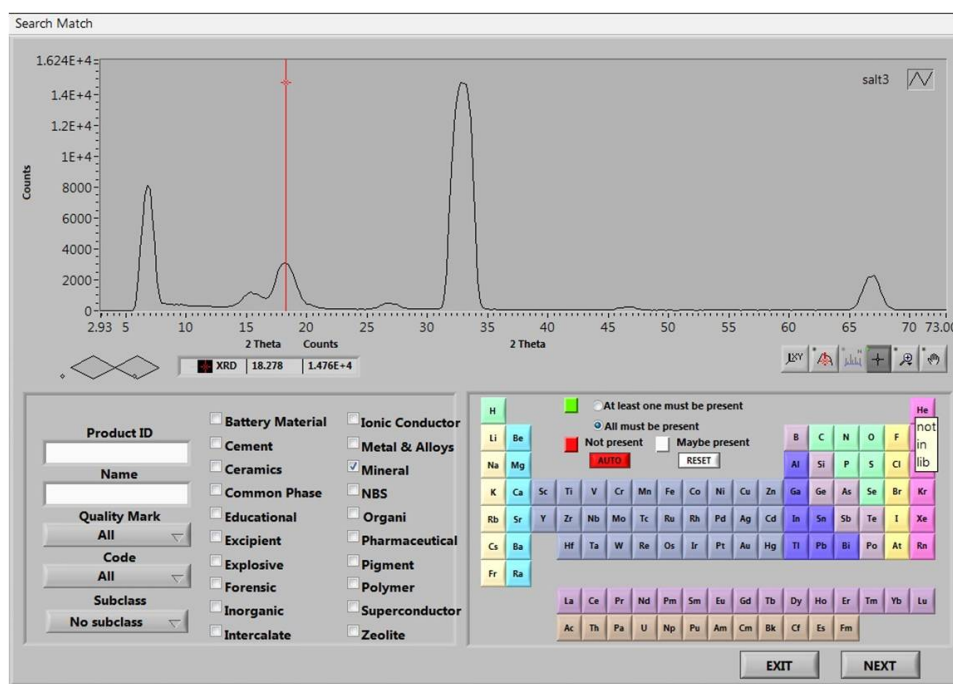 Search Match
1.624E+4
1.4E+4
1.2E+4
1E+4
8000
6000
4000
2000
0
Counts
salt3
2.93 5 10 15 20 25 30 35 40 45 50 55 60 65 70 73.00
2 Theta Counts 2 Theta
XRD 18.278 1.476E+4
Product ID
Name
Quality Mark
All
Code
All
Subclass
No subclass
Battery Material
Cement
Ceramics
Common Phase
Educational
Excipient
Explosive
Forensic
Inorganic
Intercalate
Ionic Conductor
Metal & Alloys
Mineral
NBS
Organi
Pharmaceutical
Pigment
Polymer
Superconductor
Zeolite
At least one must be present
All must be present
Not present Maybe present
AUTO RESET
H He
Li Be B C N O F
Na Mg Al Si P S Cl
K Ca Sc Ti V Cr Mn Fe Co Ni Cu Zn Ga Ge As Se Br Kr
Rb Sr Y Zr Nb Mo Tc Ru Rh Pd Ag Cd In Sn Sb Te I Xe
Cs Ba Hf Ta W Re Os Ir Pt Au Hg Tl Pb Bi Po At Rn
Fr Ra
not
in
lib
La Ce Pr Nd Pm Sm Eu Gd Tb Dy Ho Er Tm Yb Lu
Ac Th Pa U Np Pu Am Cm Bk Cf Es Fm
EXIT NEXT